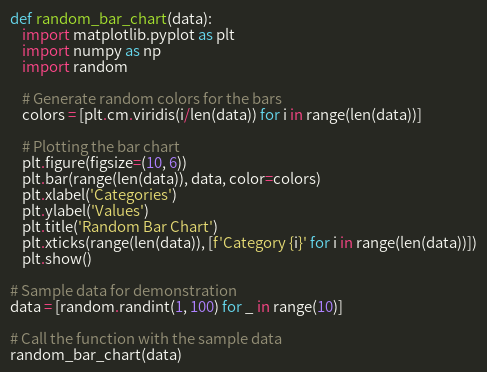 def random_bar_chart(data):
    import matplotlib.pyplot as plt
    import numpy as np
    import random

    # Generate random colors for the bars
    colors = [plt.cm.viridis(i/len(data)) for i in range(len(data))]

    # Plotting the bar chart
    plt.figure(figsize=(10, 6))
    plt.bar(range(len(data)), data, color=colors)
    plt.xlabel('Categories')
    plt.ylabel('Values')
    plt.title('Random Bar Chart')
    plt.xticks(range(len(data)), [f'Category {i}' for i in range(len(data))])
    plt.show()

# Sample data for demonstration
data = [random.randint(1, 100) for _ in range(10)]

# Call the function with the sample data
random_bar_chart(data)